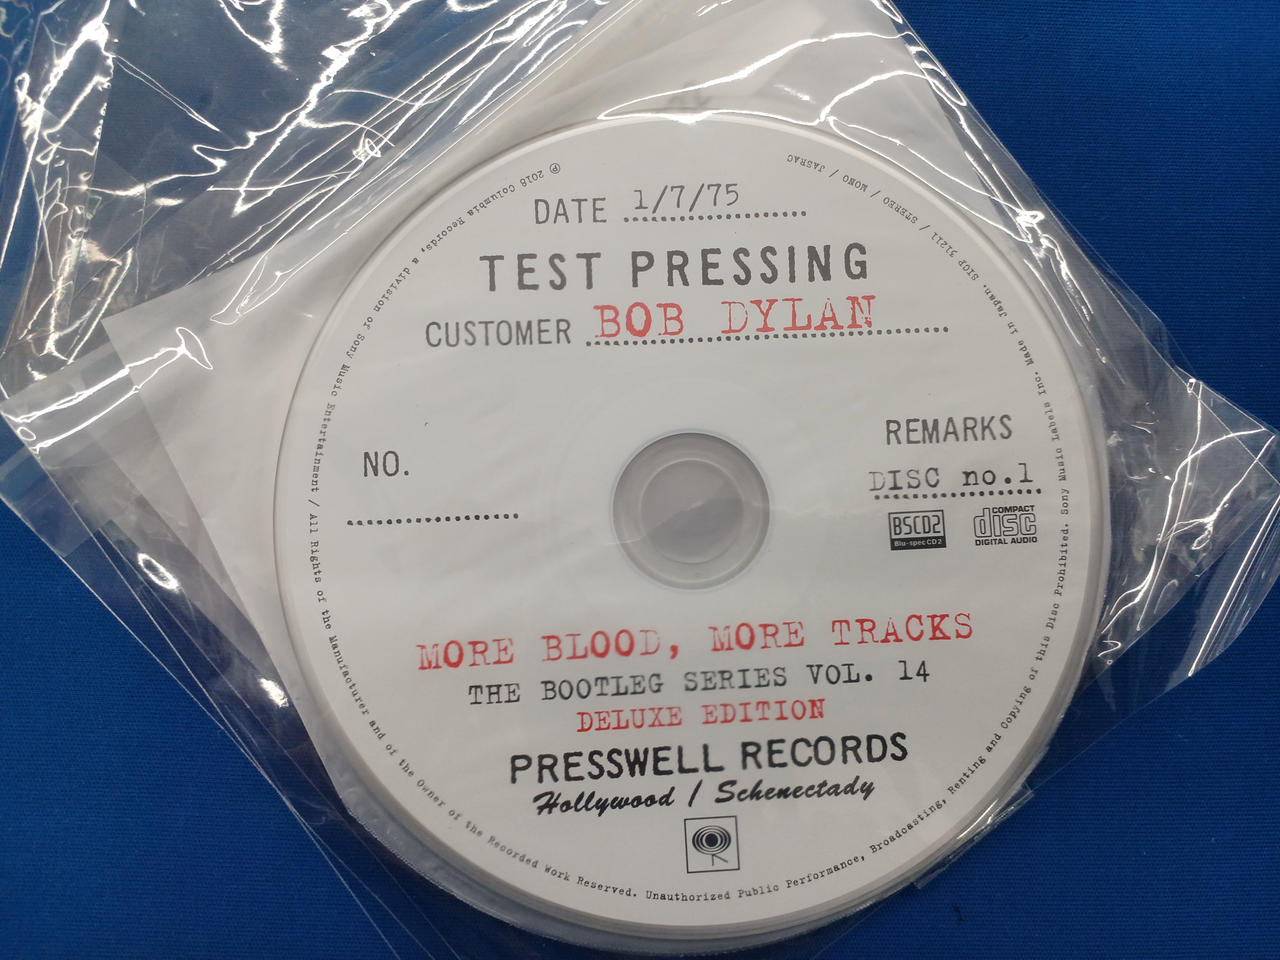 DATE 1/7/75
TEST PRESSING
CUSTOMER BOB DYLAN
NO.
REMARKS
DISC no.1
BSCD2
Blu-spec CD2
COMPACT
disc
DIGITAL AUDIO
MORE BLOOD, MORE TRACKS
THE BOOTLEG SERIES VOL. 14
DELUXE EDITION
PRESSWELL RECORDS
Hollywood / Schenectady
℗ 2018 Columbia Records, a division of Sony Music Entertainment / All Rights of the Manufacturer and of the Owner of the Recorded Work Reserved. Unauthorized Public Performance, Broadcasting, Renting and Copying of this Disc Prohibited. Sony Music Labels Inc. Made in Japan. SICP 31211 / STEREO / MONO / JASRAC